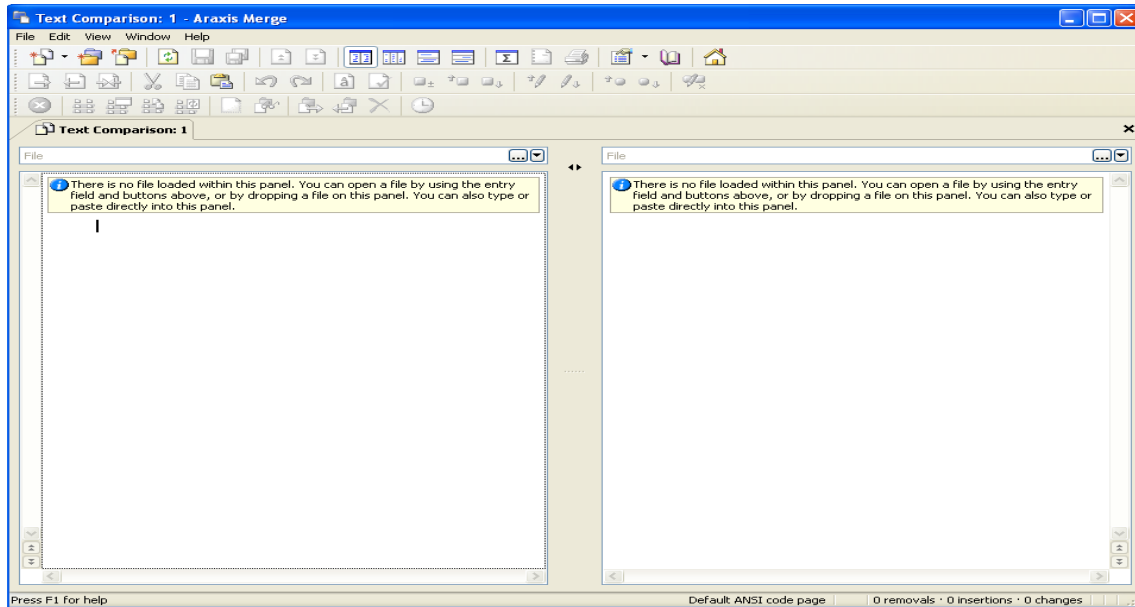 Text Comparison: 1 - Araxis Merge
File Edit View Window Help
Text Comparison: 1
File
File
There is no file loaded within this panel. You can open a file by using the entry
field and buttons above, or by dropping a file on this panel. You can also type or
paste directly into this panel.
There is no file loaded within this panel. You can open a file by using the entry
field and buttons above, or by dropping a file on this panel. You can also type or
paste directly into this panel.
Press F1 for help
Default ANSI code page
0 removals · 0 insertions · 0 changes